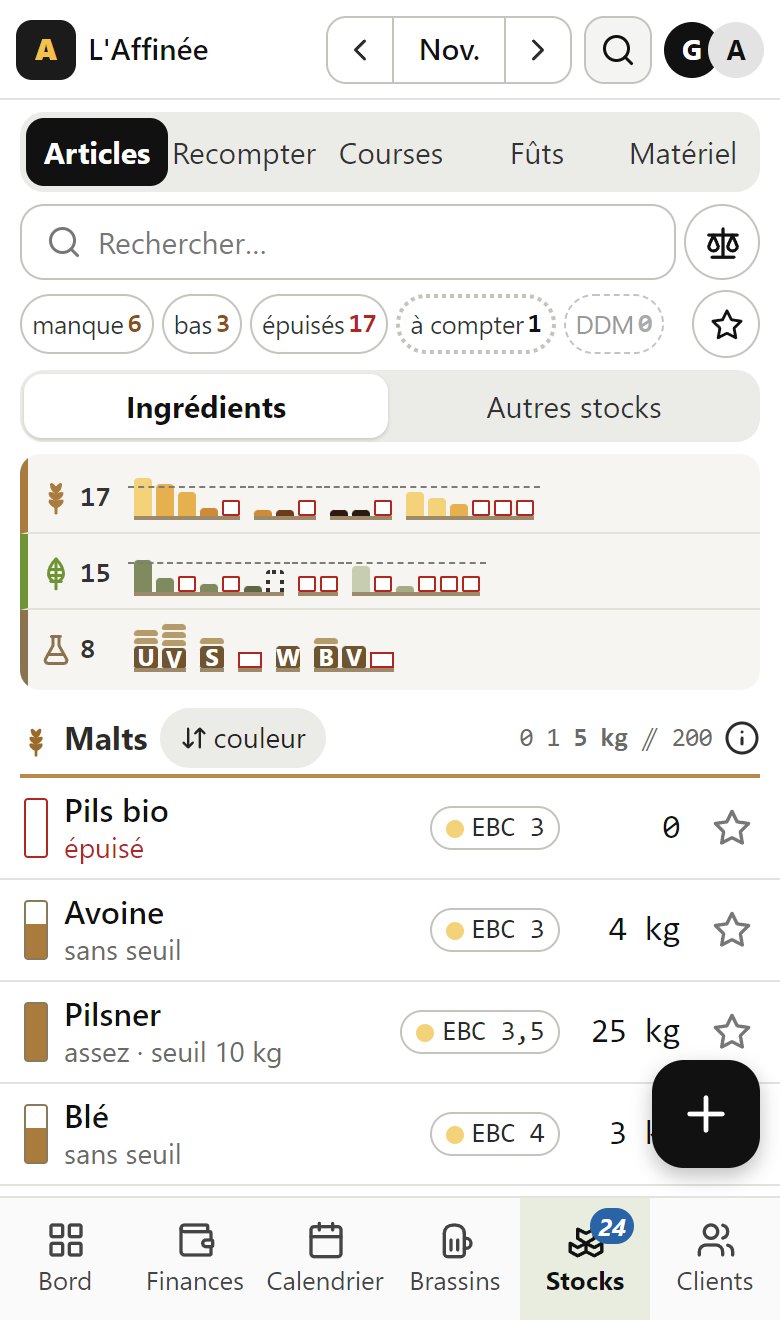 A L'Affinée Nov. G A
Articles Recompter Courses Fûts Matériel
Rechercher...
manque 6 bas 3 épuisés 17 à compter 1 DDM 0
Ingrédients Autres stocks
17
15
8 U V S W B V
Malts couleur 0 1 5 kg // 200
Pils bio EBC 3 0
épuisé
Avoine EBC 3 4 kg
sans seuil
Pilsner EBC 3,5 25 kg
assez · seuil 10 kg
Blé EBC 4 3
sans seuil
24
Bord Finances Calendrier Brassins Stocks Clients